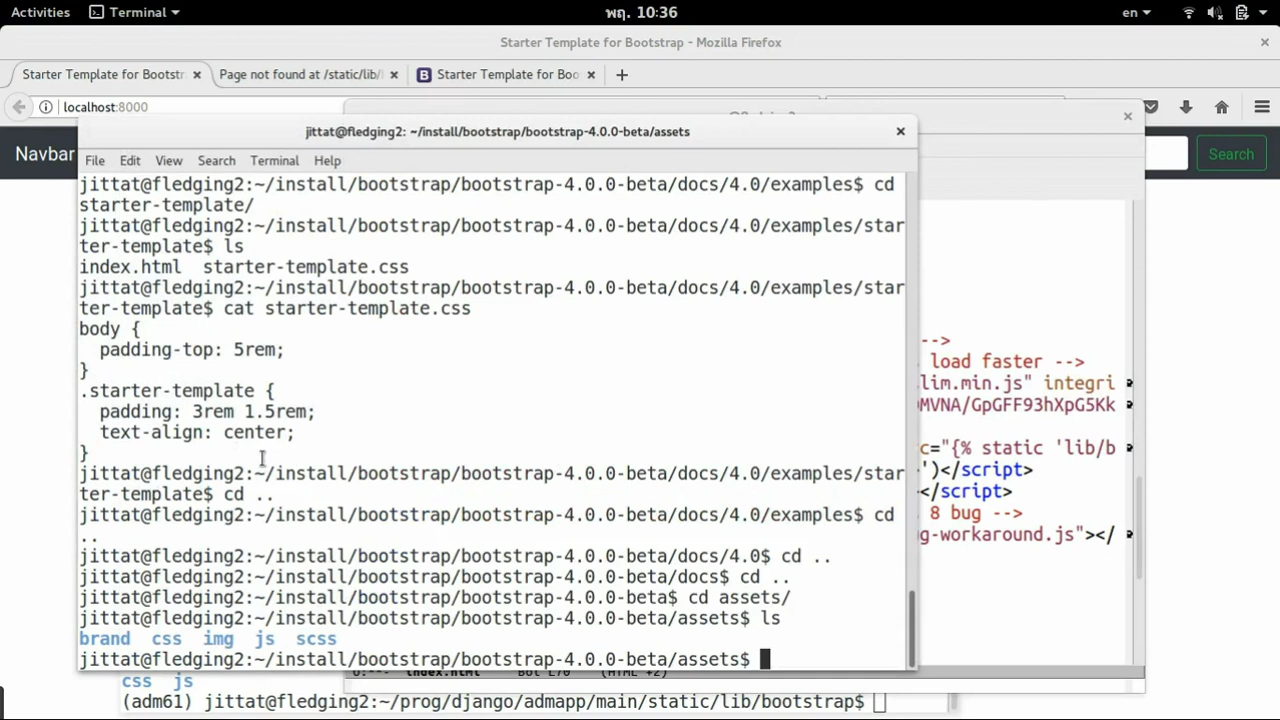 Activities Terminal พฤ. 10:36 en
Starter Template for Bootstrap - Mozilla Firefox
Starter Template for Bootstr Page not found at /static/lib/ Starter Template for Boo
localhost:8000
jittat@fledging2: ~/install/bootstrap/bootstrap-4.0.0-beta/assets
Navbar Search
File Edit View Search Terminal Help
jittat@fledging2:~/install/bootstrap/bootstrap-4.0.0-beta/docs/4.0/examples$ cd
starter-template/
jittat@fledging2:~/install/bootstrap/bootstrap-4.0.0-beta/docs/4.0/examples/star
ter-template$ ls
index.html  starter-template.css
jittat@fledging2:~/install/bootstrap/bootstrap-4.0.0-beta/docs/4.0/examples/star
ter-template$ cat starter-template.css
body {
  padding-top: 5rem;
}
.starter-template {
  padding: 3rem 1.5rem;
  text-align: center;
}
jittat@fledging2:~/install/bootstrap/bootstrap-4.0.0-beta/docs/4.0/examples/star
ter-template$ cd ..
jittat@fledging2:~/install/bootstrap/bootstrap-4.0.0-beta/docs/4.0/examples$ cd
..
jittat@fledging2:~/install/bootstrap/bootstrap-4.0.0-beta/docs/4.0$ cd ..
jittat@fledging2:~/install/bootstrap/bootstrap-4.0.0-beta/docs$ cd ..
jittat@fledging2:~/install/bootstrap/bootstrap-4.0.0-beta$ cd assets/
jittat@fledging2:~/install/bootstrap/bootstrap-4.0.0-beta/assets$ ls
brand  css  img  js  scss
jittat@fledging2:~/install/bootstrap/bootstrap-4.0.0-beta/assets$
-->
load faster -->
lim.min.js" integri
MVNA/GpGFF93hXpG5Kk
c="{% static 'lib/b
')</script>
</script>
8 bug -->
g-workaround.js"></
index.html Bot L70 (HTML +2)
css  js
(adm61) jittat@fledging2:~/prog/django/admapp/main/static/lib/bootstrap$